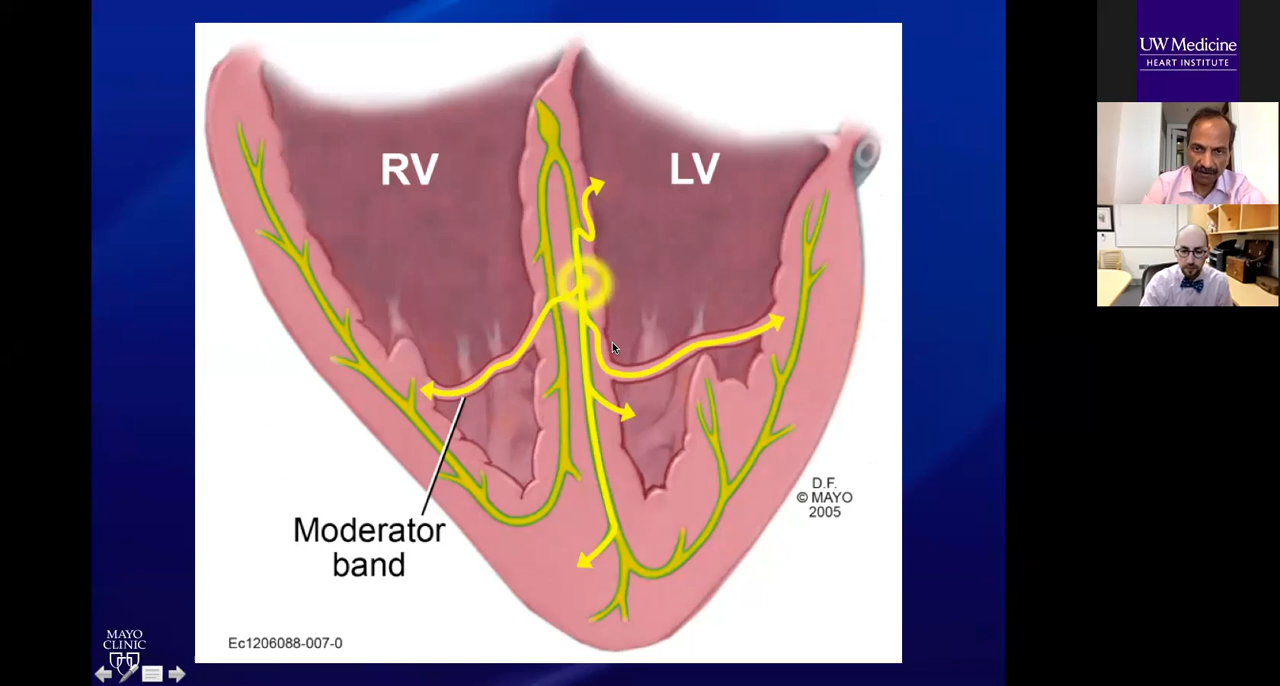 RV
LV
Moderator
band
D.F.
© MAYO
2005
Ec1206088-007-0
MAYO
CLINIC
UW Medicine
HEART INSTITUTE